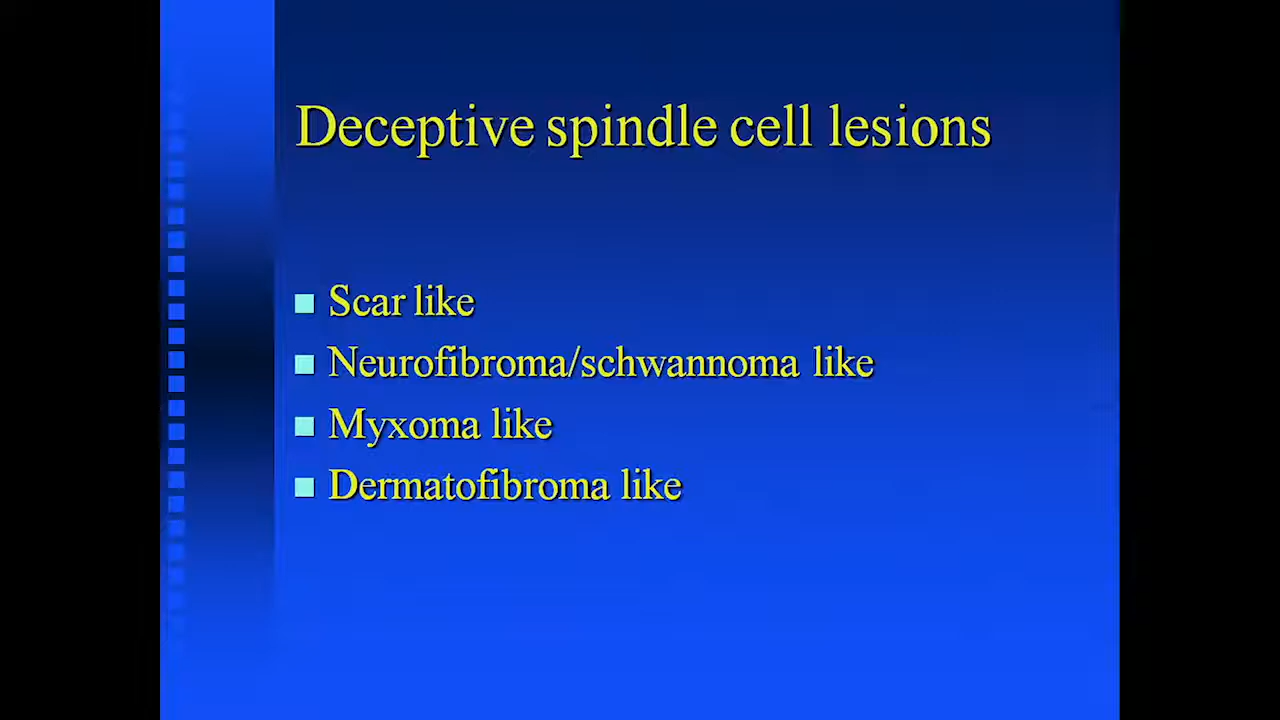 Deceptive spindle cell lesions
Scar like
Neurofibroma/schwannoma like
Myxoma like
Dermatofibroma like